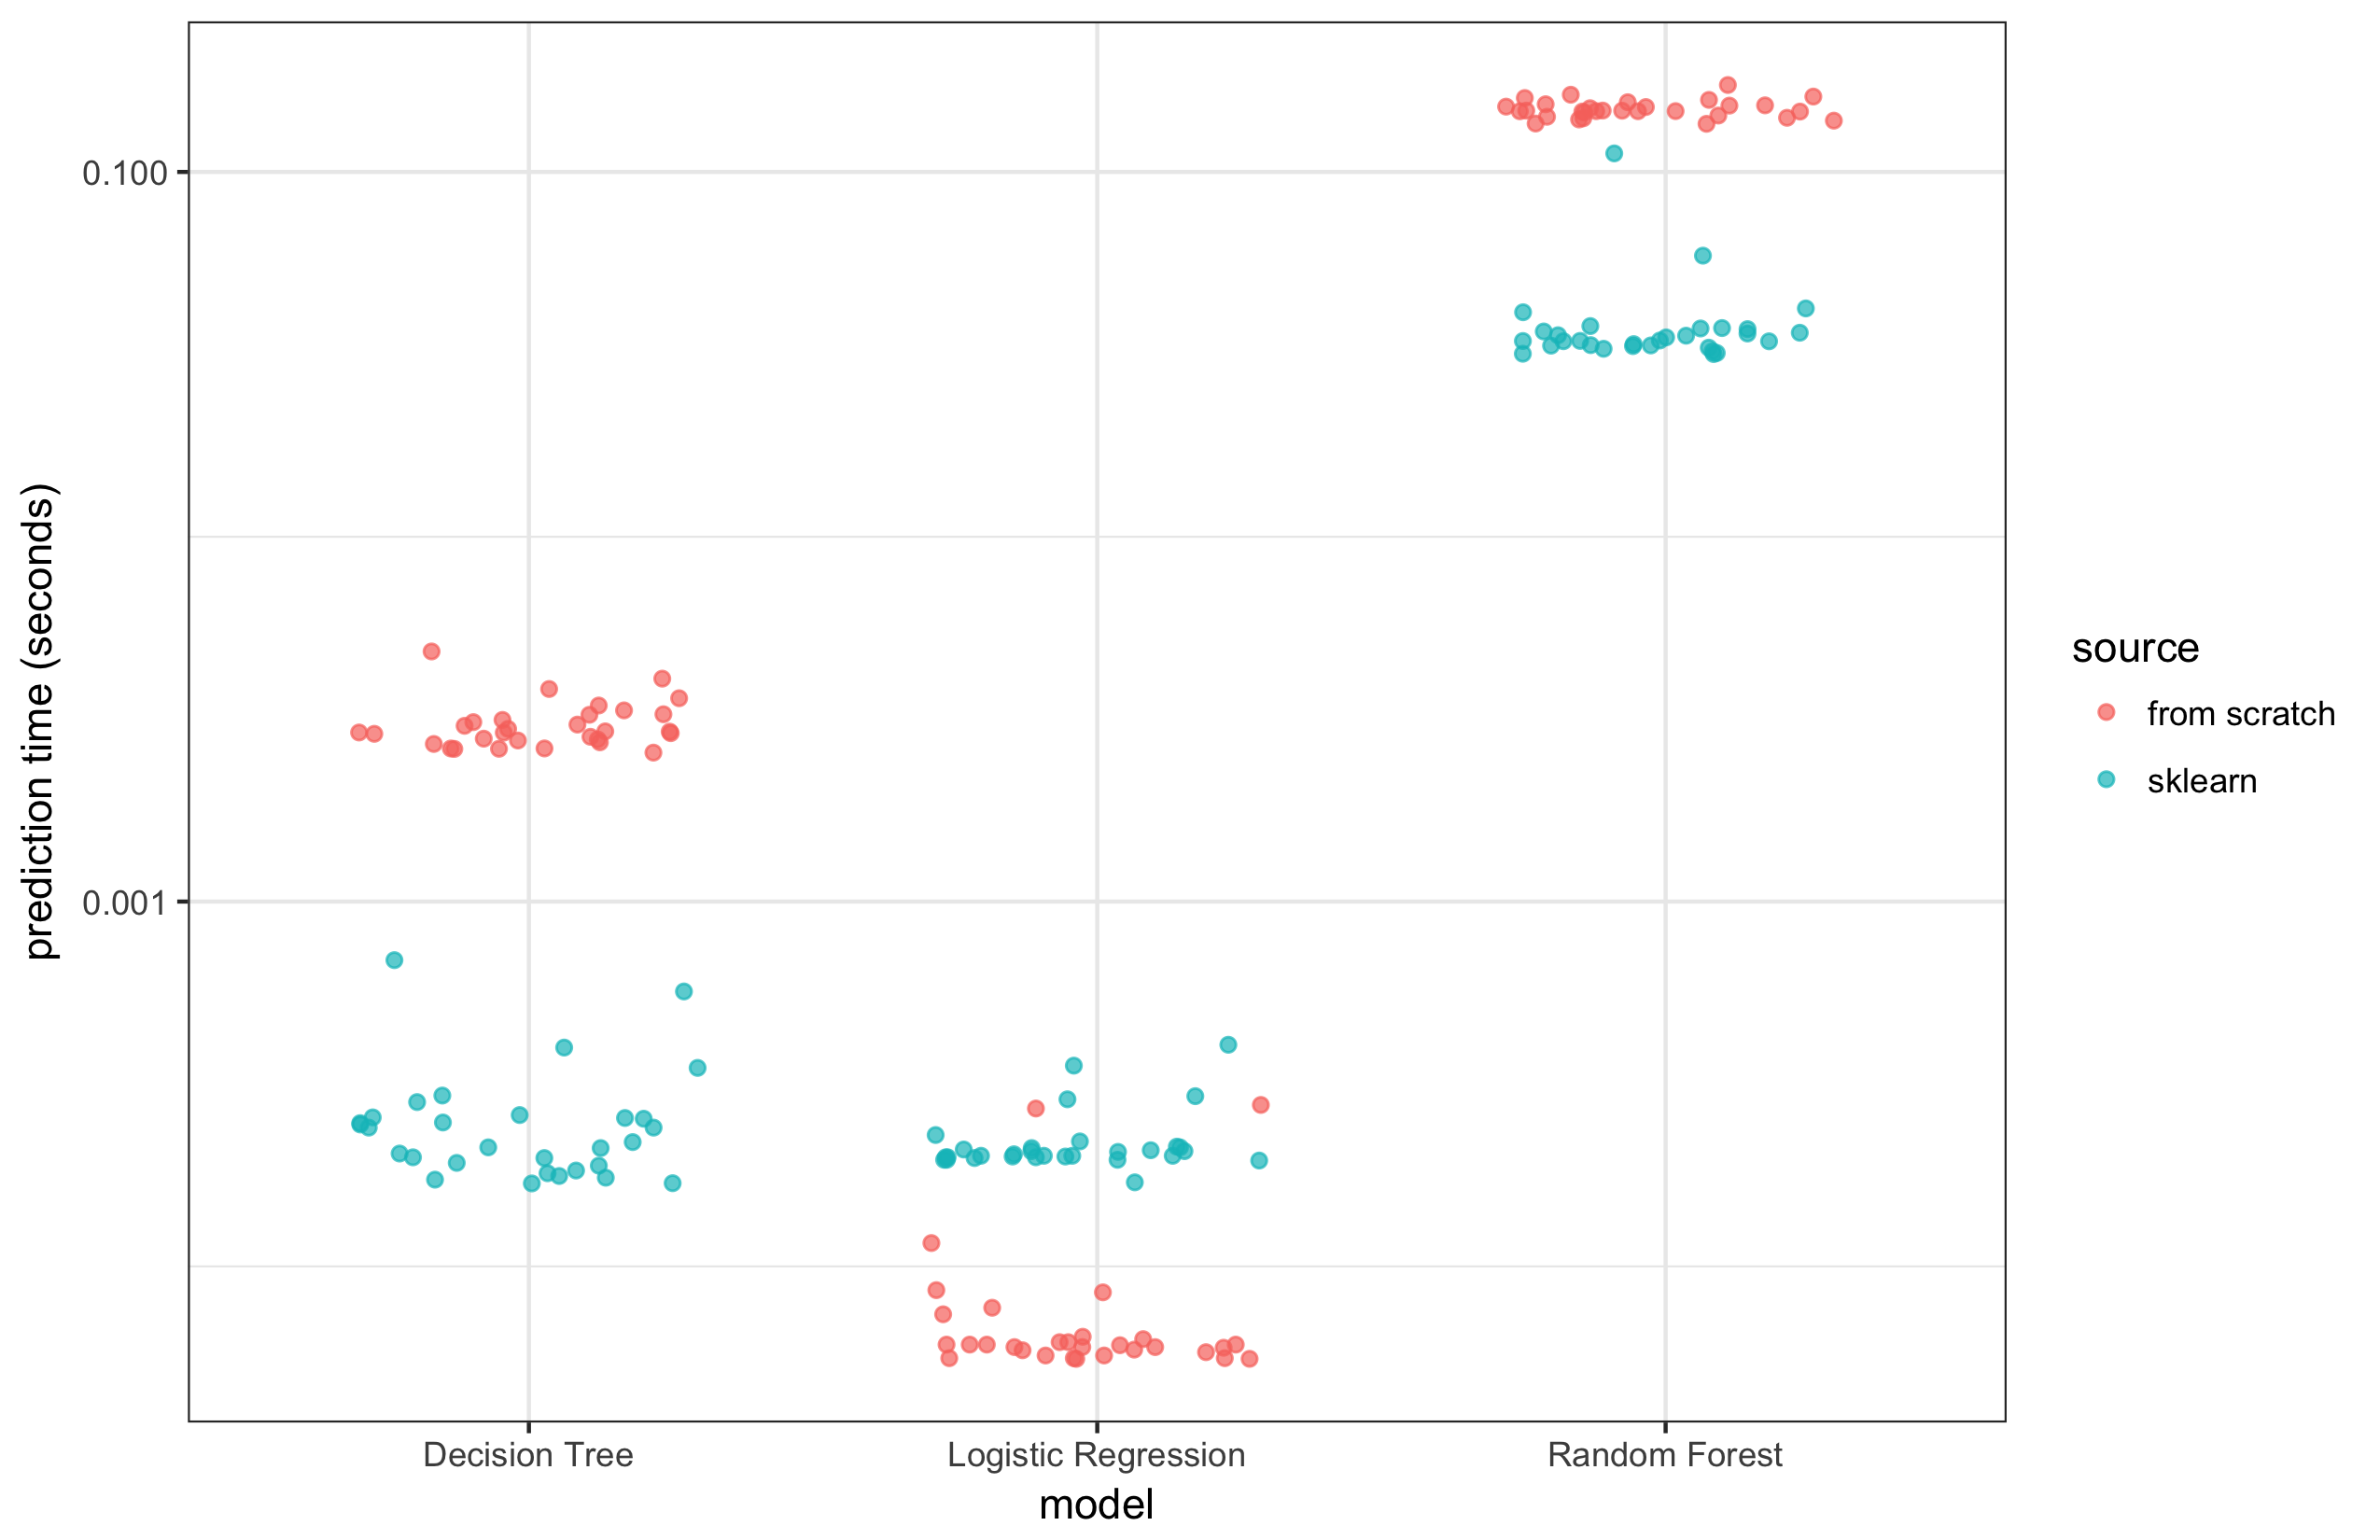 prediction time (seconds)
0.100
0.001
Decision Tree
Logistic Regression
Random Forest
model
source
from scratch
sklearn